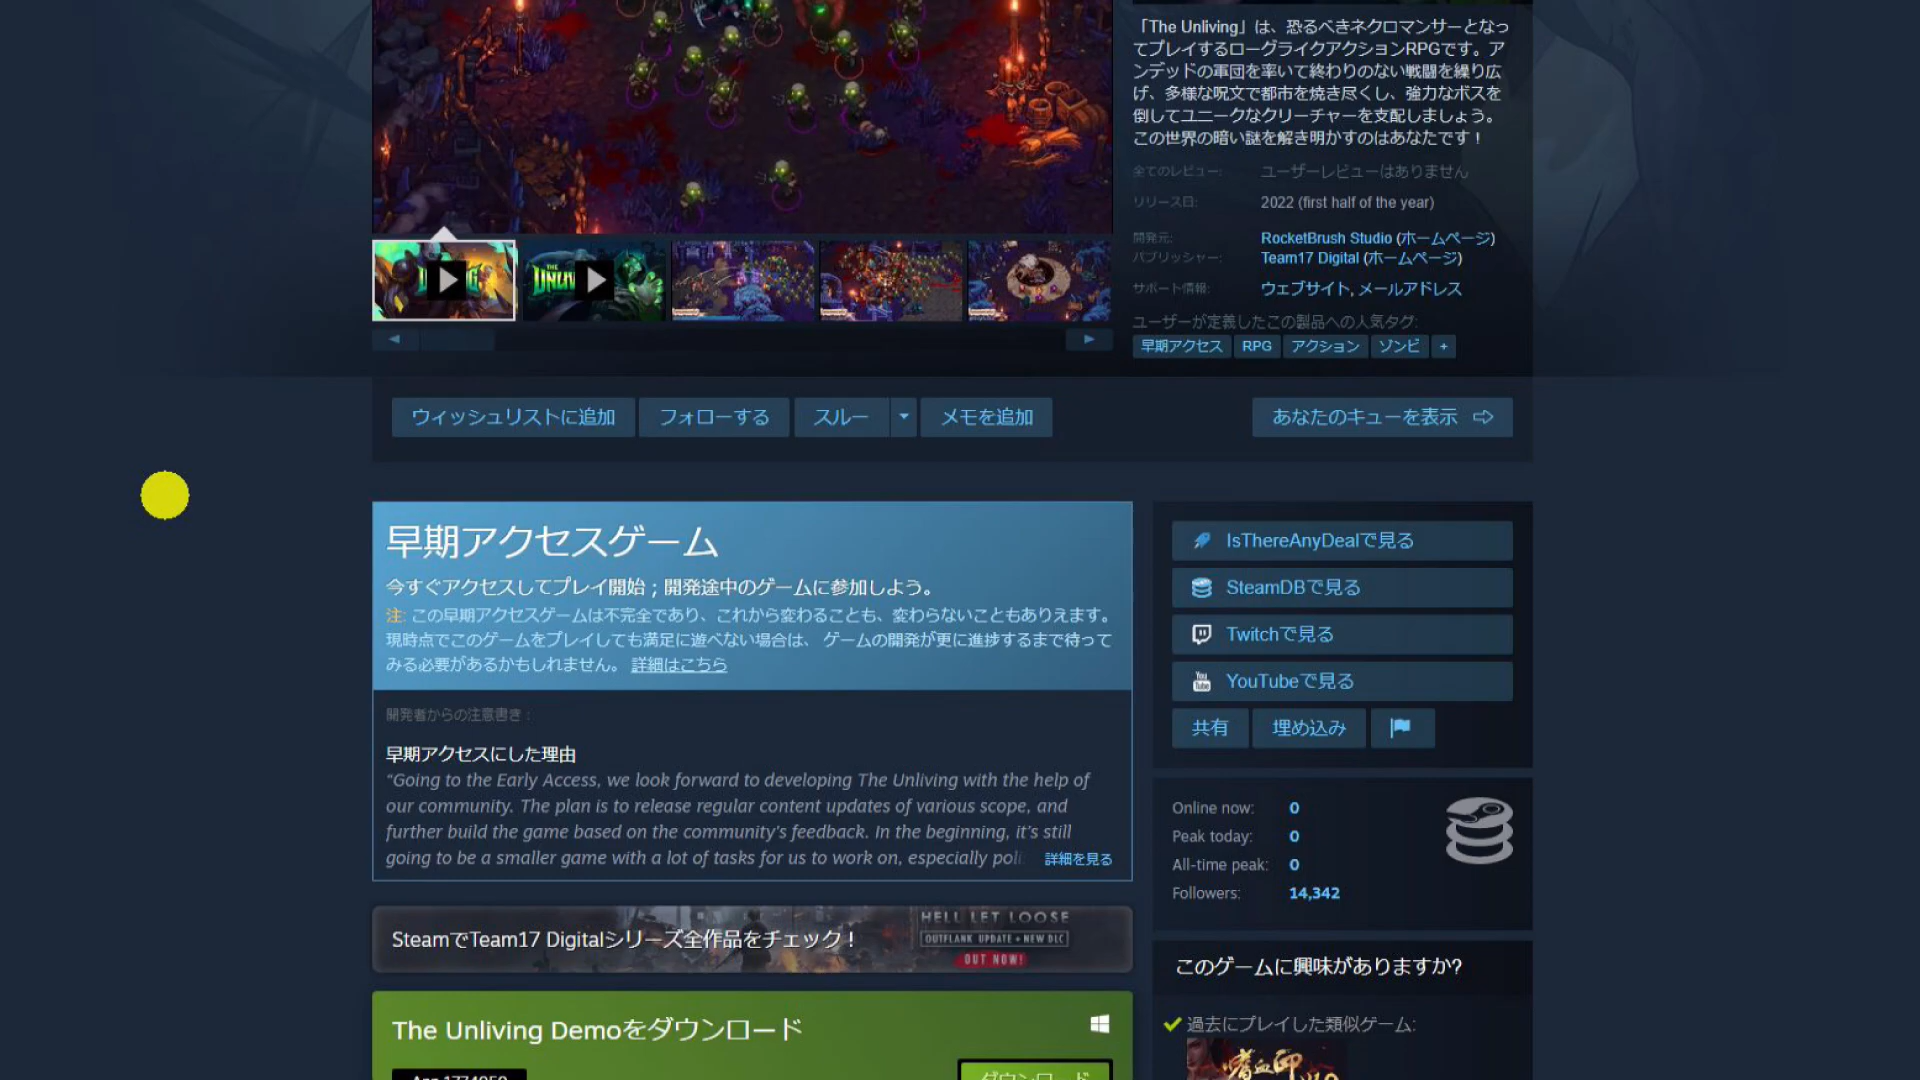 「The Unliving」は、恐るべきネクロマンサーとなっ
てプレイするローグライクアクションRPGです。ア
ンデッドの軍団を率いて終わりのない戦闘を繰り広
げ、多様な呪文で都市を焼き尽くし、強力なボスを
倒してユニークなクリーチャーを支配しましょう。
この世界の暗い謎を解き明かすのはあなたです！
全てのレビュー: ユーザーレビューはありません
リリース日: 2022 (first half of the year)
開発元: RocketBrush Studio (ホームページ)
パブリッシャー: Team17 Digital (ホームページ)
サポート情報: ウェブサイト, メールアドレス
ユーザーが定義したこの製品への人気タグ:
早期アクセス RPG アクション ゾンビ +
ウィッシュリストに追加 フォローする スルー メモを追加 あなたのキューを表示
早期アクセスゲーム
今すぐアクセスしてプレイ開始；開発途中のゲームに参加しよう。
注: この早期アクセスゲームは不完全であり、これから変わることも、変わらないこともありえます。
現時点でこのゲームをプレイしても満足に遊べない場合は、 ゲームの開発が更に進捗するまで待って
みる必要があるかもしれません。 詳細はこちら
開発者からの注意書き：
早期アクセスにした理由
“Going to the Early Access, we look forward to developing The Unliving with the help of
our community. The plan is to release regular content updates of various scope, and
further build the game based on the community's feedback. In the beginning, it's still
going to be a smaller game with a lot of tasks for us to work on, especially poli 詳細を見る
SteamでTeam17 Digitalシリーズ全作品をチェック！
HELL LET LOOSE
OUTFLANK UPDATE + NEW DLC
OUT NOW!
The Unliving Demoをダウンロード
ダウンロード
IsThereAnyDealで見る
SteamDBで見る
Twitchで見る
YouTubeで見る
共有 埋め込み
Online now: 0
Peak today: 0
All-time peak: 0
Followers: 14,342
このゲームに興味がありますか?
過去にプレイした類似ゲーム:
嗜血印